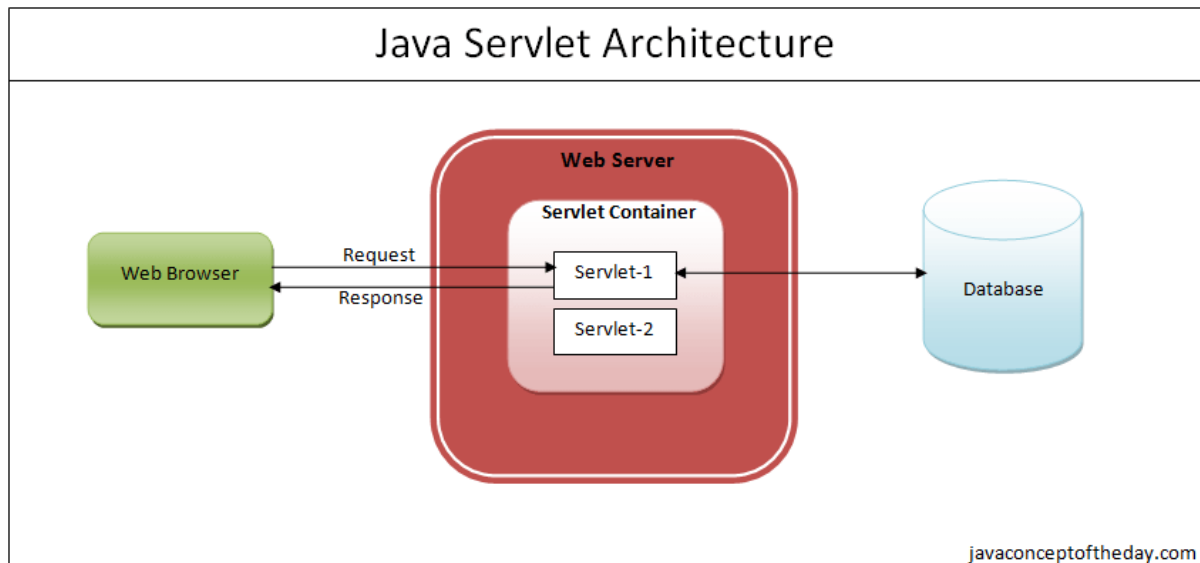 Java Servlet Architecture
Web Server
Servlet Container
Web Browser
Request
Response
Servlet-1
Servlet-2
Database
javaconceptoftheday.com